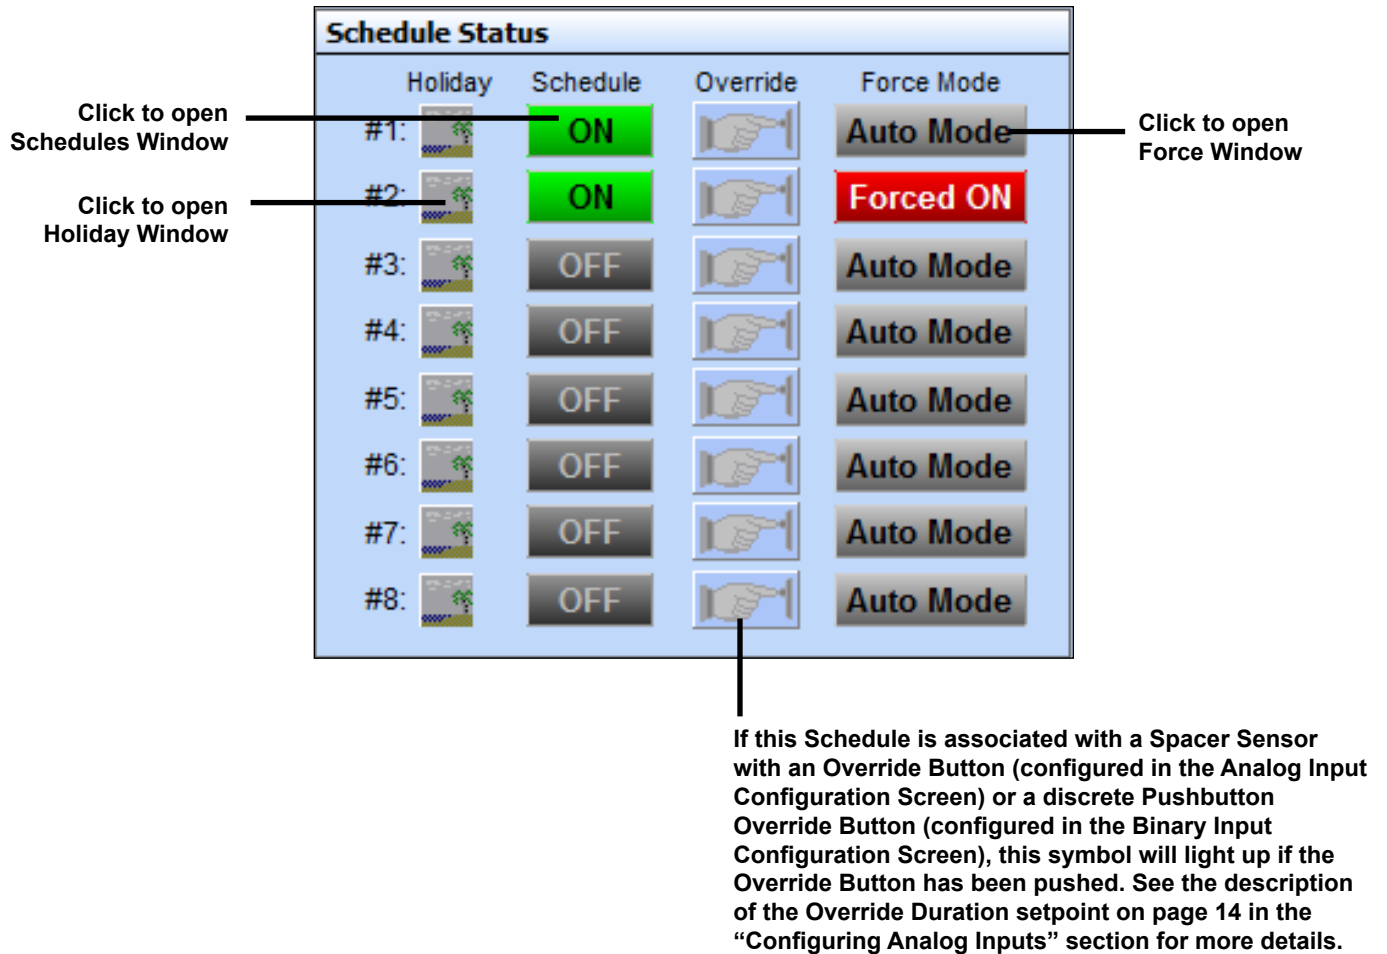 Schedule Status
Holiday Schedule Override Force Mode
Click to open
Schedules Window
#1: ON Auto Mode
Click to open
Force Window
Click to open
Holiday Window
#2: ON Forced ON
#3: OFF Auto Mode
#4: OFF Auto Mode
#5: OFF Auto Mode
#6: OFF Auto Mode
#7: OFF Auto Mode
#8: OFF Auto Mode
If this Schedule is associated with a Spacer Sensor
with an Override Button (configured in the Analog Input
Configuration Screen) or a discrete Pushbutton
Override Button (configured in the Binary Input
Configuration Screen), this symbol will light up if the
Override Button has been pushed. See the description
of the Override Duration setpoint on page 14 in the
“Configuring Analog Inputs” section for more details.